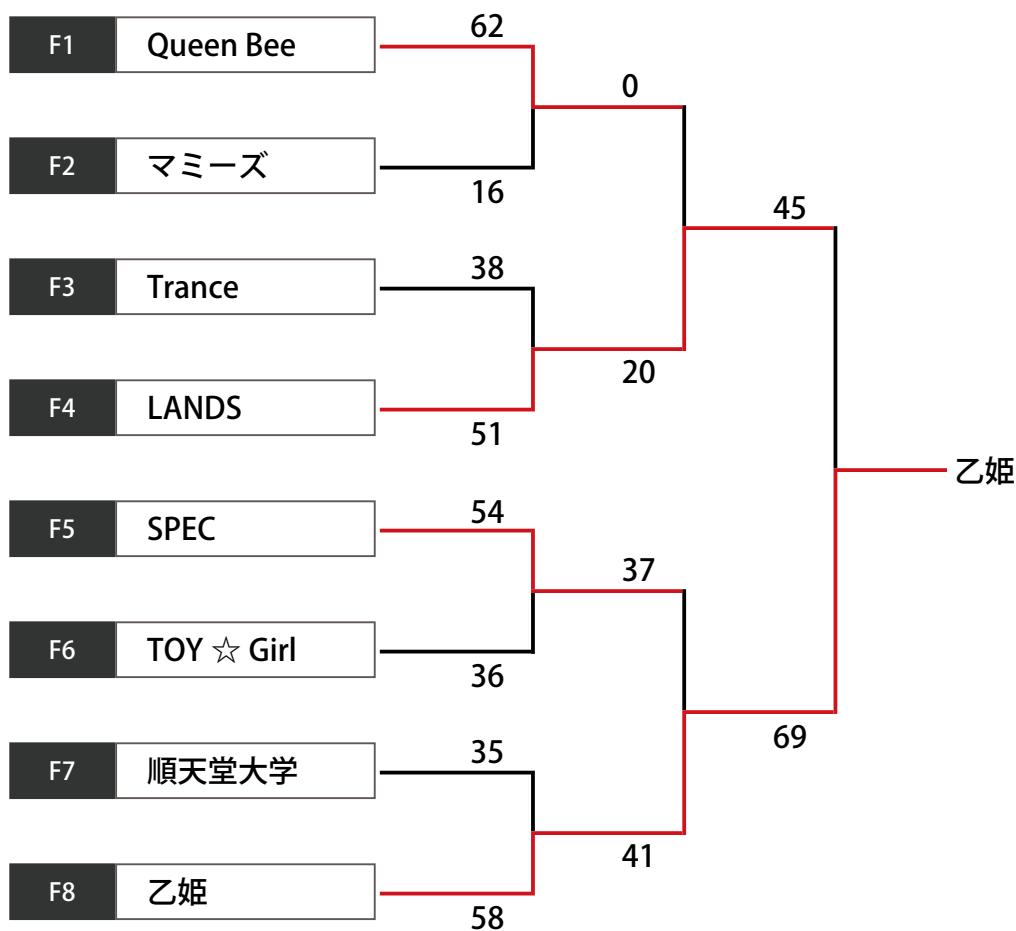 F1 Queen Bee 62
0
F2 マミーズ 16
45
F3 Trance 38
20
F4 LANDS 51
乙姫
F5 SPEC 54
37
F6 TOY ☆ Girl 36
69
F7 順天堂大学 35
41
F8 乙姫 58